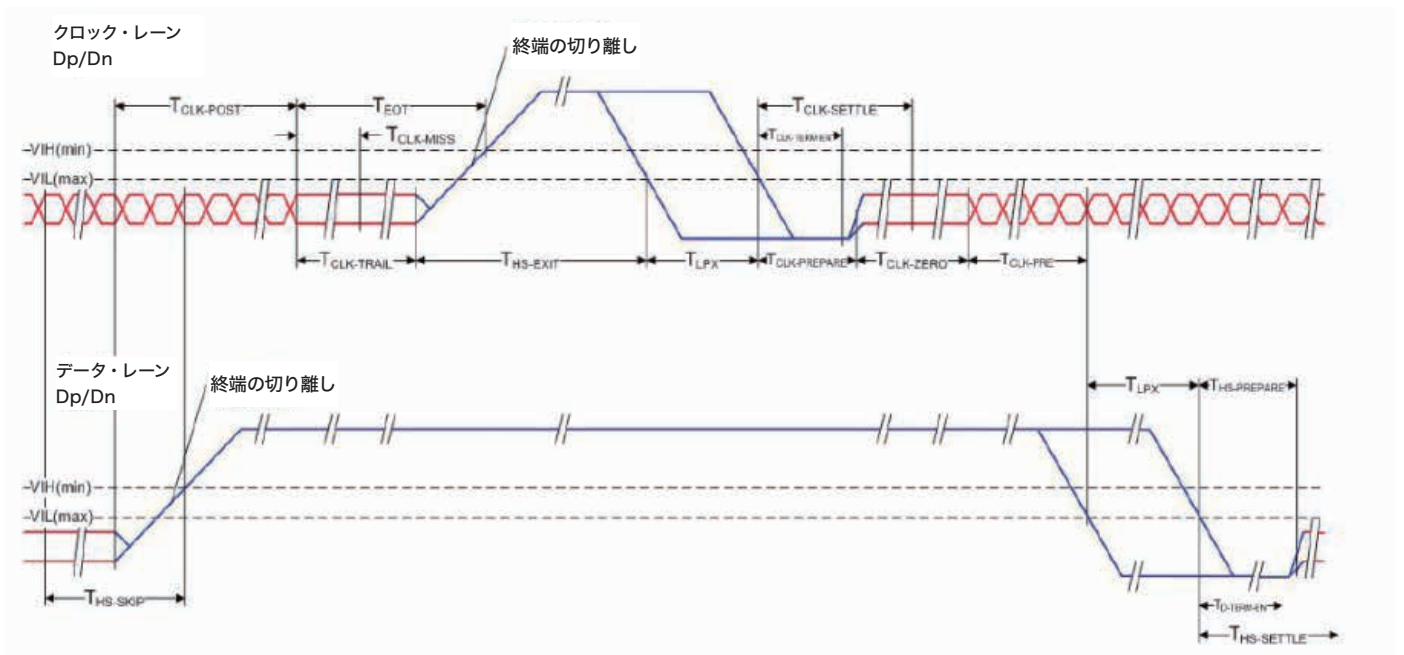 クロック・レーン
Dp/Dn
終端の切り離し
TCLK-POST
TEOT
TCLK-SETTLE
TCLK-MISS
TCLK-TERM-EN
VIH(min)
VIL(max)
TCLK-TRAIL
THS-EXIT
TLPX
TCLK-PREPARE
TCLK-ZERO
TCLK-PRE
データ・レーン
Dp/Dn
終端の切り離し
TLPX
THS-PREPARE
VIH(min)
VIL(max)
THS-SKIP
TD-TERM-EN
THS-SETTLE